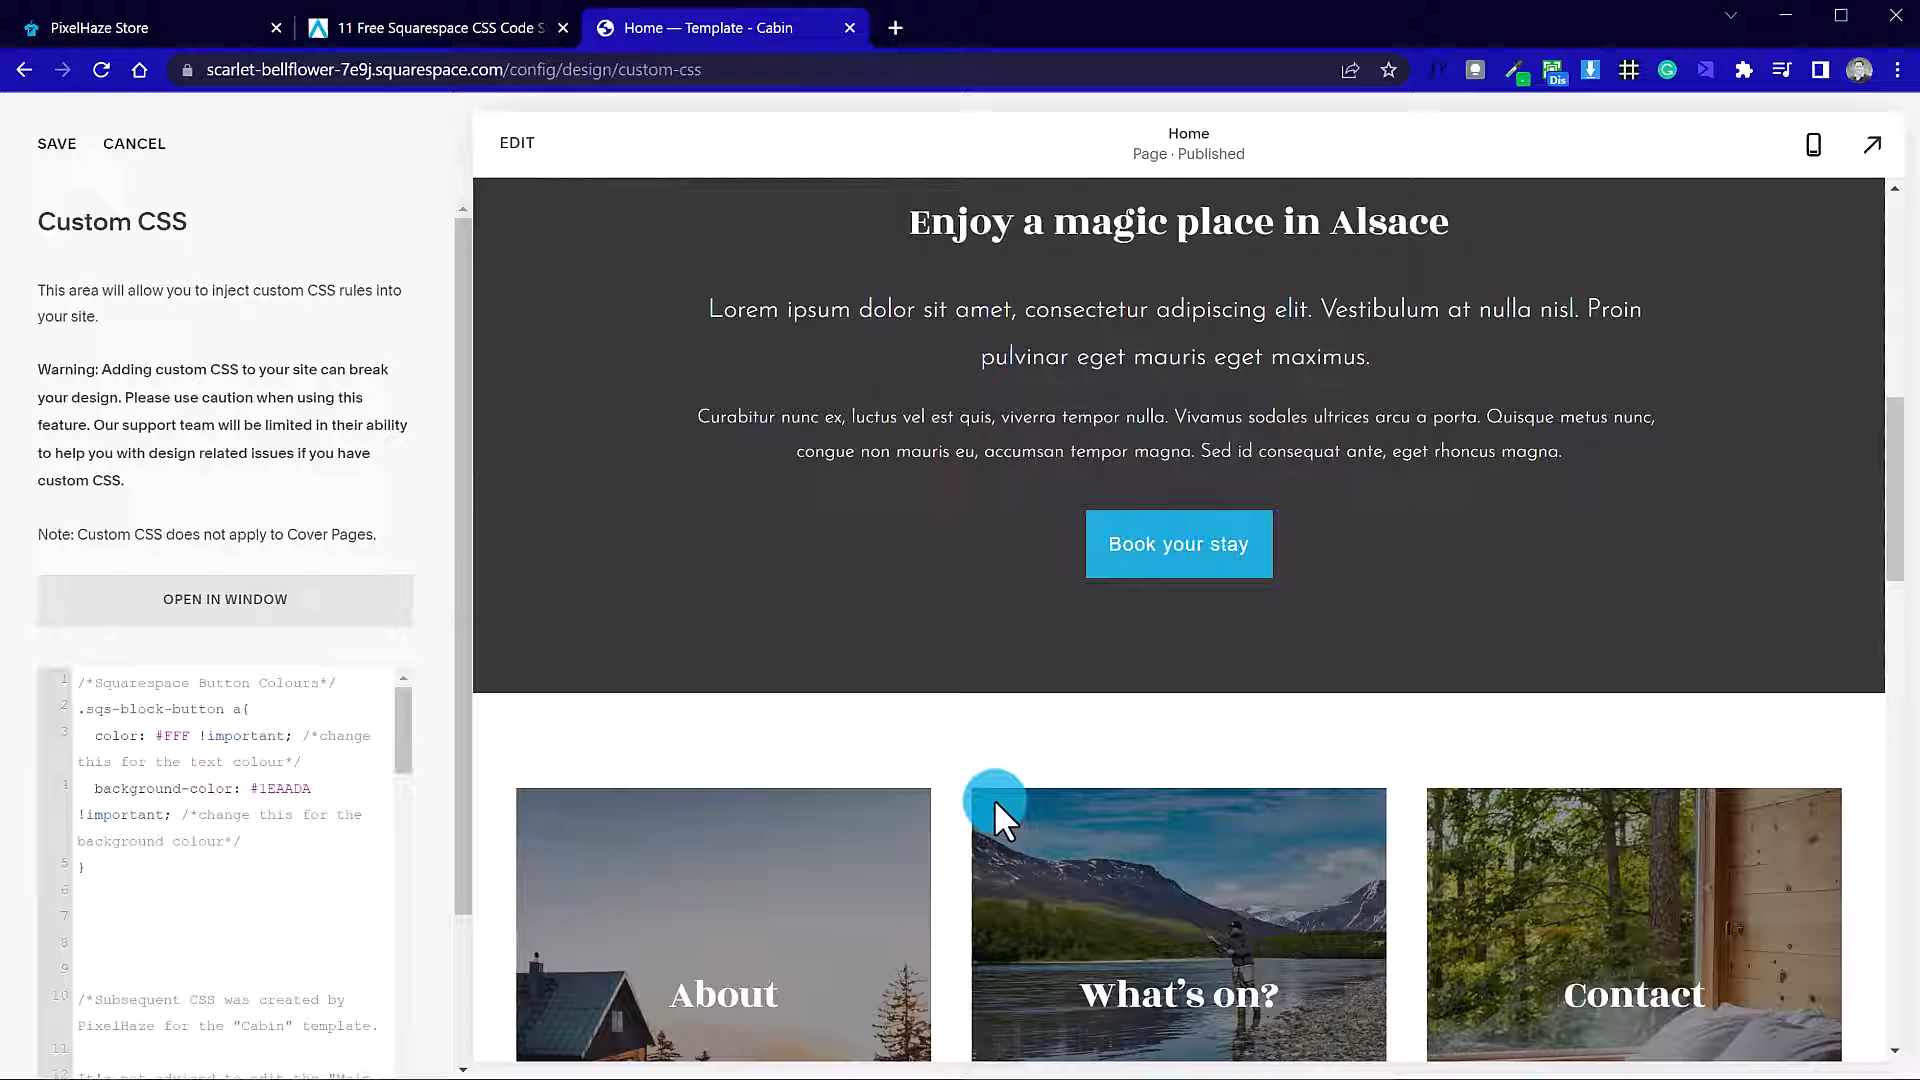 PixelHaze Store
11 Free Squarespace CSS Code S
Home — Template - Cabin
scarlet-bellflower-7e9j.squarespace.com/config/design/custom-css
Dis
SAVE
CANCEL
EDIT
Home
Page · Published
Custom CSS
This area will allow you to inject custom CSS rules into
your site.
Warning: Adding custom CSS to your site can break
your design. Please use caution when using this
feature. Our support team will be limited in their ability
to help you with design related issues if you have
custom CSS.
Note: Custom CSS does not apply to Cover Pages.
OPEN IN WINDOW
1 /*Squarespace Button Colours*/
2 .sqs-block-button a{
3 color: #FFF !important; /*change
this for the text colour*/
4 background-color: #1EAADA
!important; /*change this for the
background colour*/
5 }
6
7
8
9
10 /*Subsequent CSS was created by
PixelHaze for the "Cabin" template.
11
12 It's not advised to edit the "Main
Enjoy a magic place in Alsace
Lorem ipsum dolor sit amet, consectetur adipiscing elit. Vestibulum at nulla nisl. Proin
pulvinar eget mauris eget maximus.
Curabitur nunc ex, luctus vel est quis, viverra tempor nulla. Vivamus sodales ultrices arcu a porta. Quisque metus nunc,
congue non mauris eu, accumsan tempor magna. Sed id consequat ante, eget rhoncus magna.
Book your stay
About
What's on?
Contact